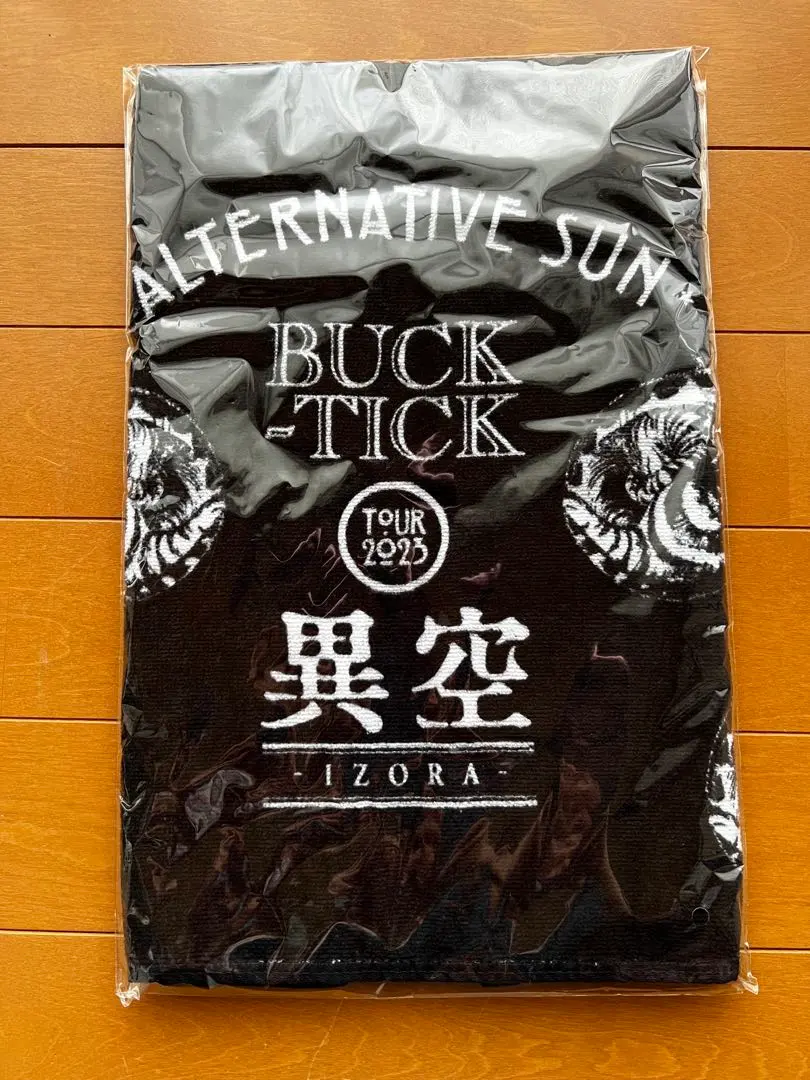 ALTERNATIVE SUN
BUCK
-TICK
TOUR
2023
異空
- IZORA -